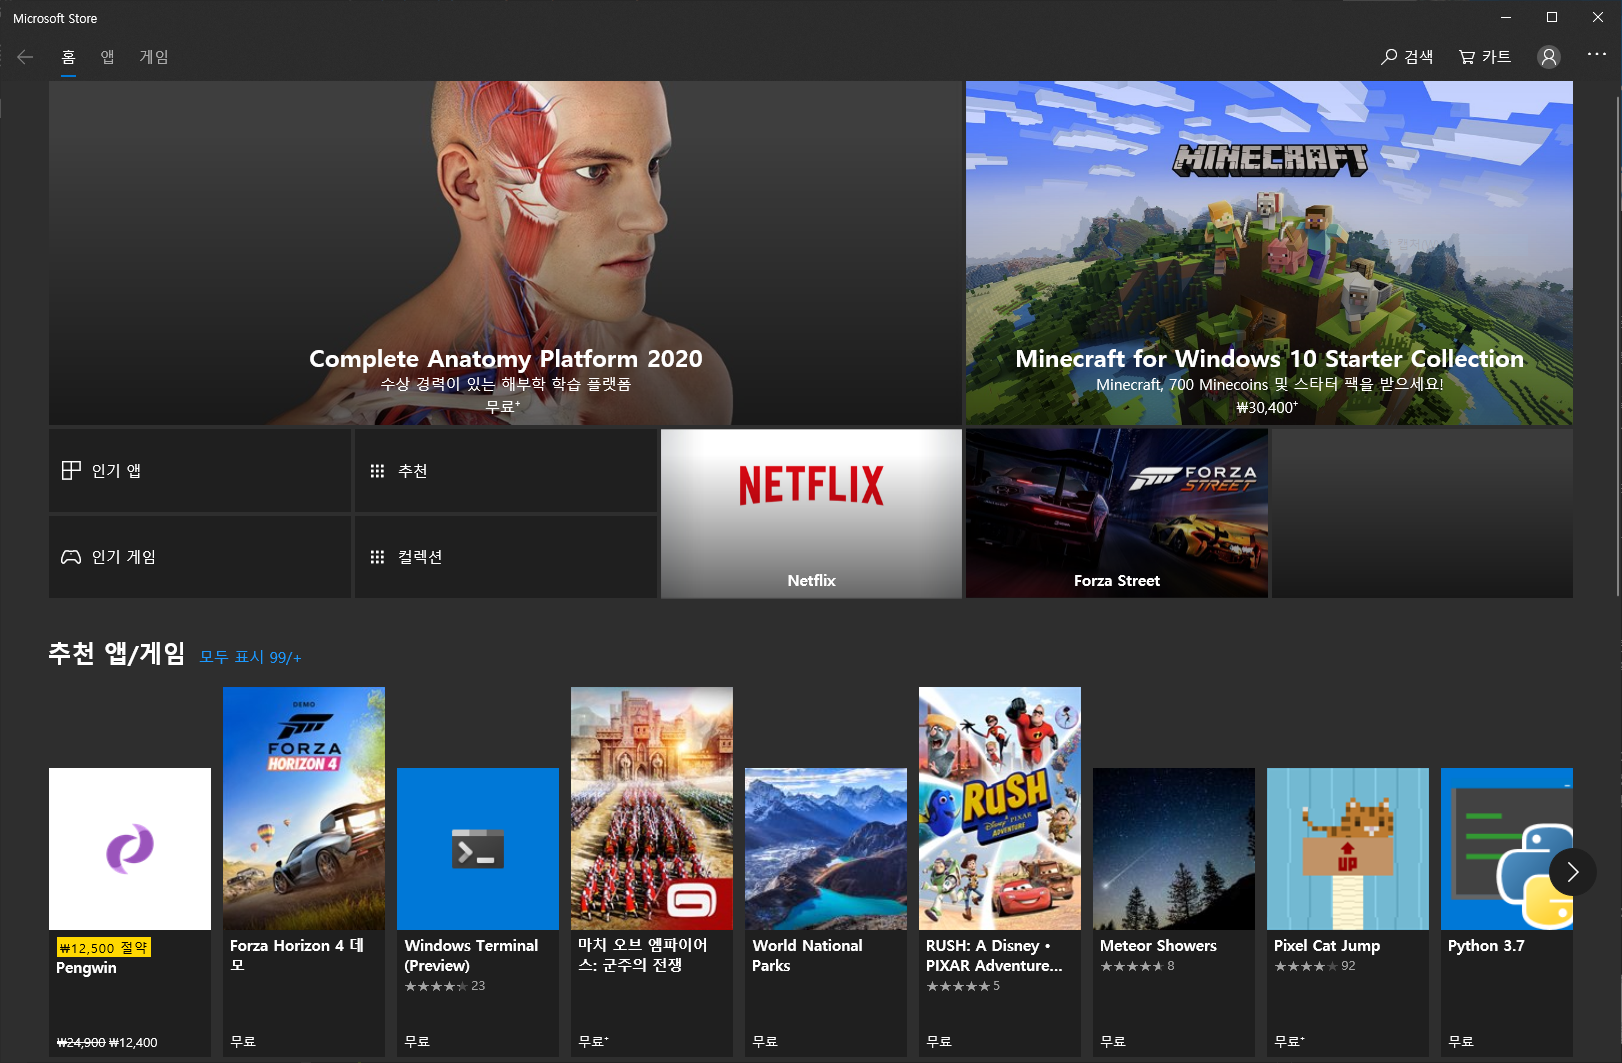 Microsoft Store
홈
앱
게임
검색
카트
Complete Anatomy Platform 2020
수상 경력이 있는 해부학 학습 플랫폼
무료+
MINECRAFT
Minecraft for Windows 10 Starter Collection
Minecraft, 700 Minecoins 및 스타터 팩을 받으세요!
₩30,400+
인기 앱
추천
인기 게임
컬렉션
NETFLIX
Netflix
FORZA
STREET
Forza Street
추천 앱/게임 모두 표시 99/+
₩12,500 절약
Pengwin
₩24,900 ₩12,400
DEMO
FORZA
HORIZON 4
Forza Horizon 4 데
모
무료
Windows Terminal
(Preview)
23
무료
마치 오브 엠파이어
스: 군주의 전쟁
무료+
World National
Parks
무료
RUSH
Disney PIXAR
ADVENTURE
RUSH: A Disney •
PIXAR Adventure...
5
무료
Meteor Showers
8
무료
UP
Pixel Cat Jump
92
무료+
Python 3.7
무료